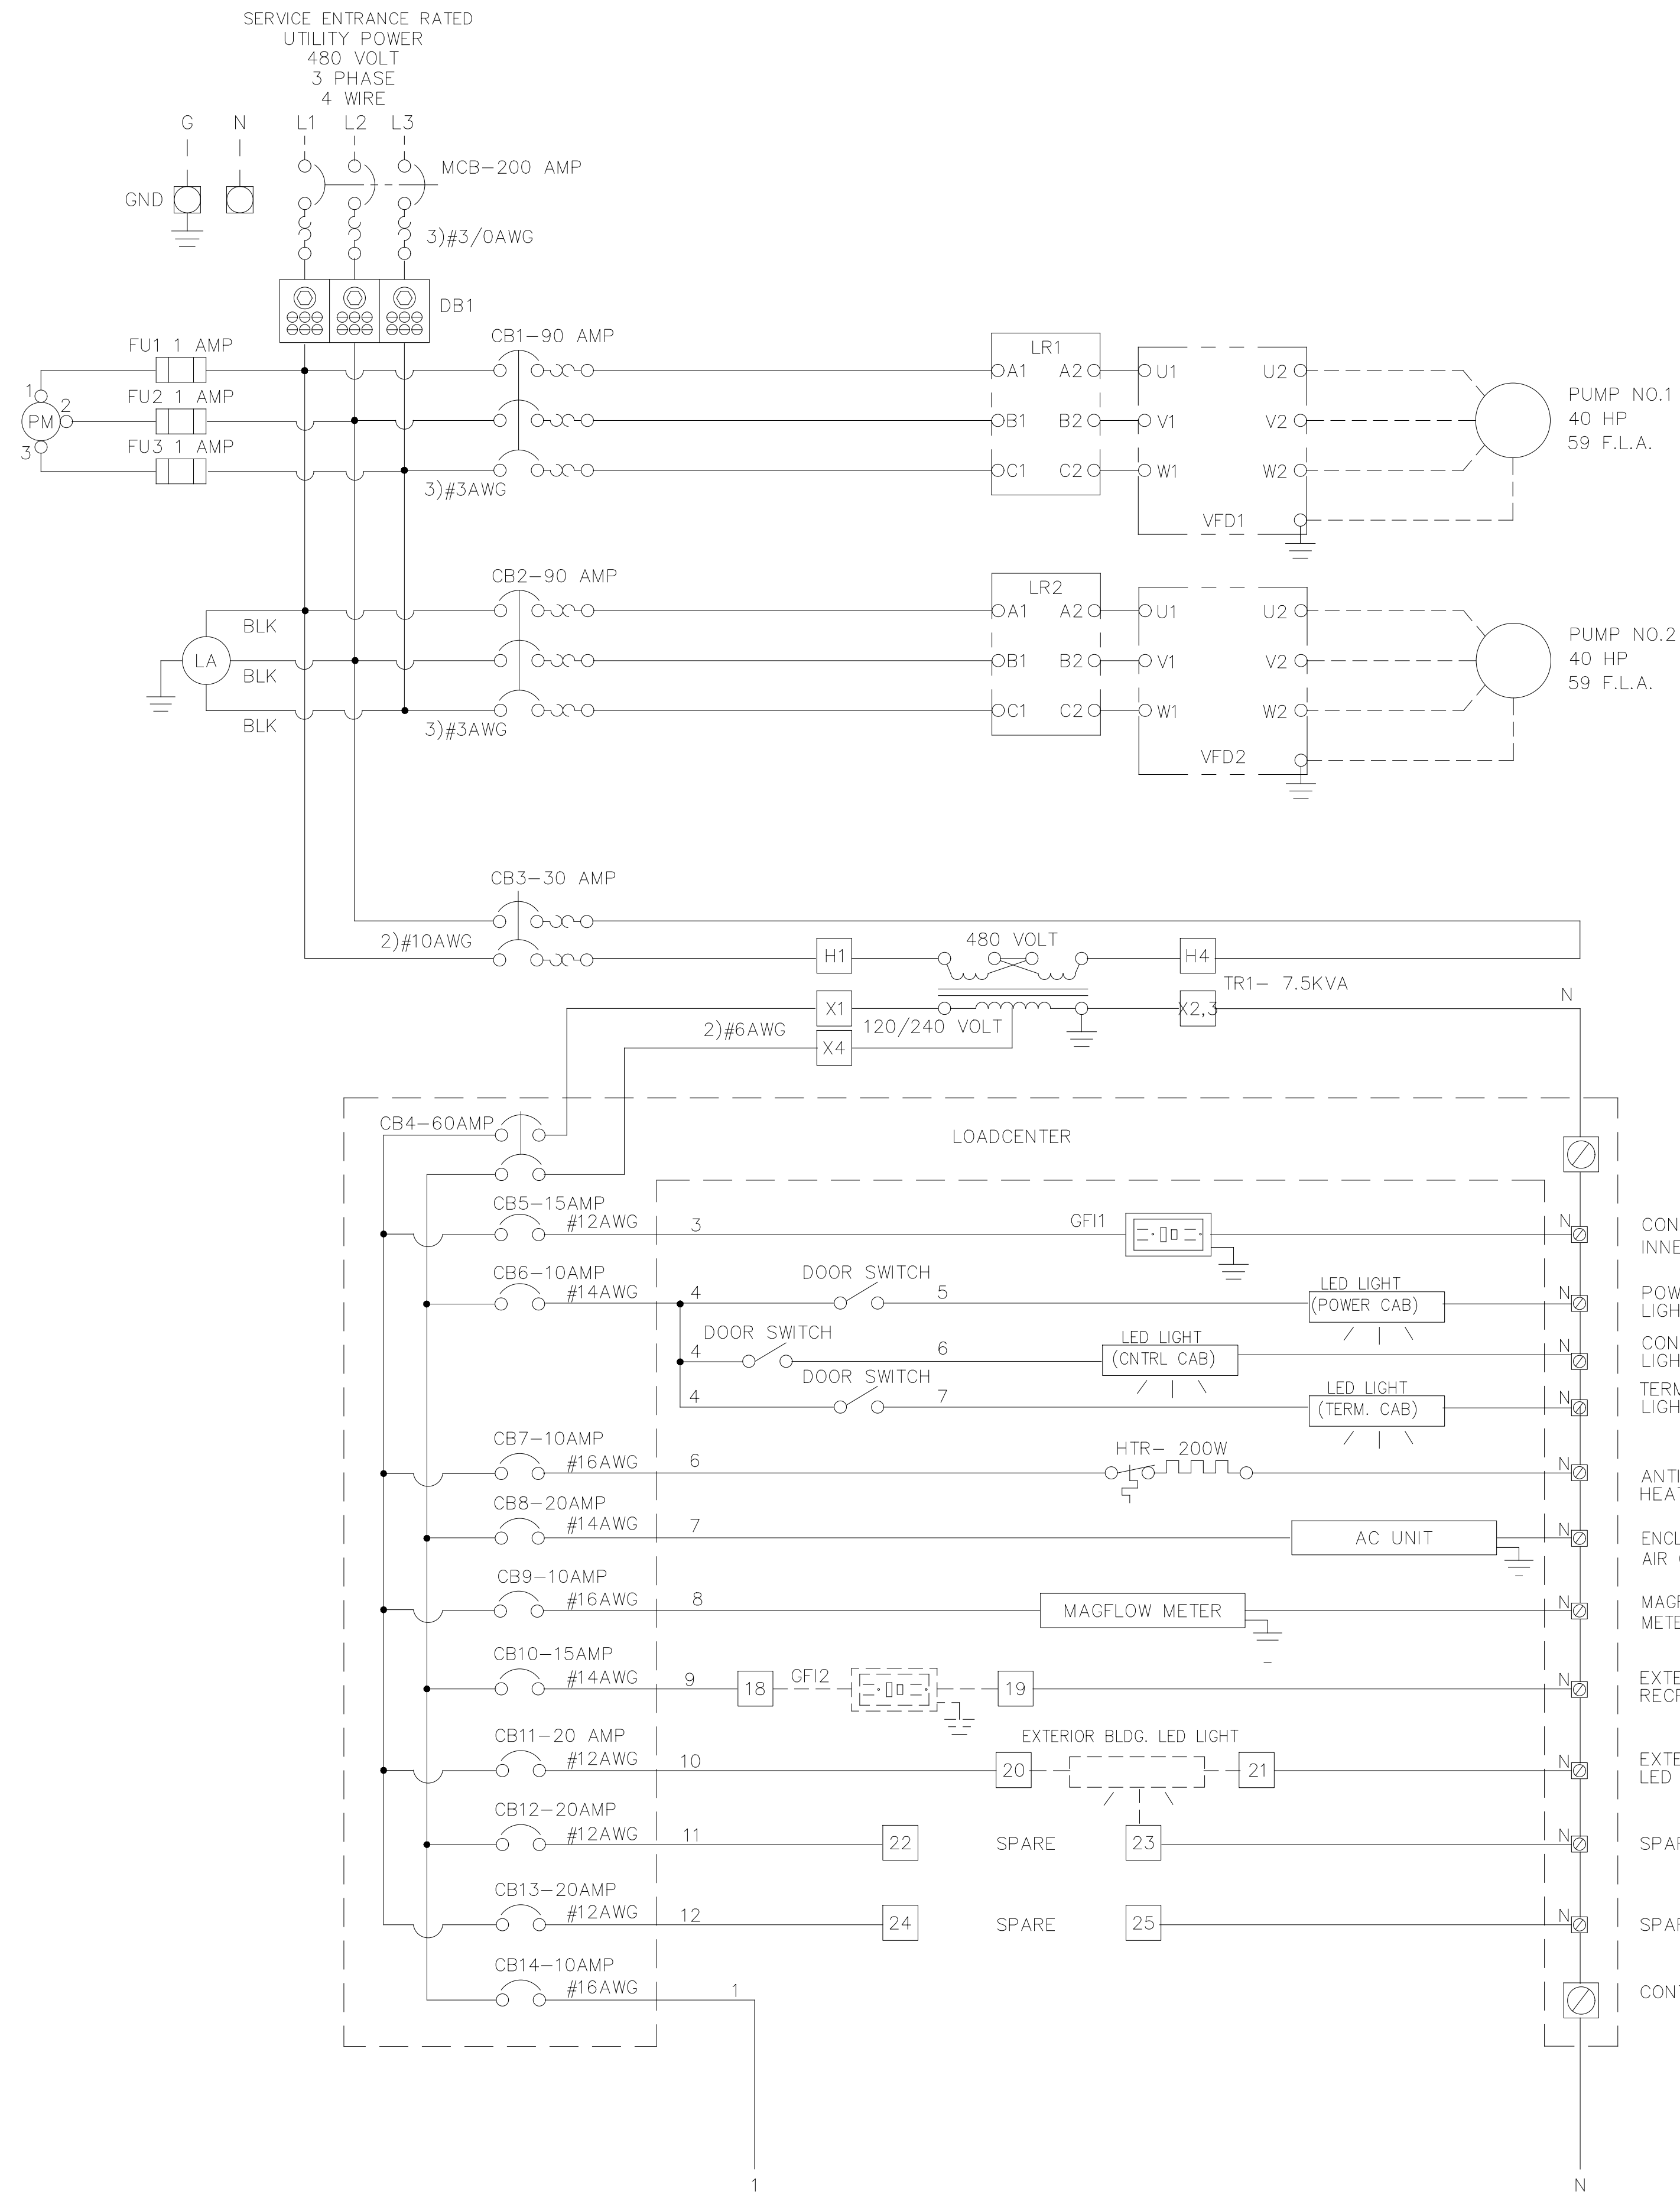 SERVICE ENTRANCE RATED
UTILITY POWER
480 VOLT
3 PHASE
4 WIRE
G N L1 L2 L3
MCB-200 AMP
GND
3)#3/0AWG
DB1
FU1 1 AMP
CB1-90 AMP
LR1
1
A1 A2 U1 U2
PUMP NO.1
FU2 1 AMP
2
PM
B1 B2 V1 V2
40 HP
3
FU3 1 AMP
59 F.L.A.
C1 C2 W1 W2
3)#3AWG
VFD1
CB2-90 AMP
LR2
A1 A2 U1 U2
BLK
PUMP NO.2
LA
B1 B2 V1 V2
40 HP
BLK
59 F.L.A.
C1 C2 W1 W2
BLK
3)#3AWG
VFD2
CB3-30 AMP
2)#10AWG
480 VOLT
H1 H4
TR1- 7.5KVA
N
X1 X2,3
2)#6AWG
120/240 VOLT
X4
CB4-60AMP
LOADCENTER
CB5-15AMP
#12AWG 3 GFI1 N CON
INNE
CB6-10AMP
DOOR SWITCH
LED LIGHT
#14AWG 4 5 (POWER CAB) N POW
LIGH
DOOR SWITCH
LED LIGHT
4 6 (CNTRL CAB) N CON
LIGH
DOOR SWITCH
LED LIGHT
4 7 (TERM. CAB) N TERM
LIGH
CB7-10AMP
HTR- 200W
#16AWG 6 N ANTI
HEA
CB8-20AMP
#14AWG 7 AC UNIT N ENCL
AIR
CB9-10AMP
#16AWG 8 MAGFLOW METER N MAGF
METE
CB10-15AMP
#14AWG 9 18 GFI2 19 N EXTE
RECP
CB11-20 AMP
EXTERIOR BLDG. LED LIGHT
#12AWG 10 20 21 N EXTE
LED
CB12-20AMP
#12AWG 11 22 SPARE 23 N SPAR
CB13-20AMP
#12AWG 12 24 SPARE 25 N SPAR
CB14-10AMP
#16AWG 1 CONT
1 N